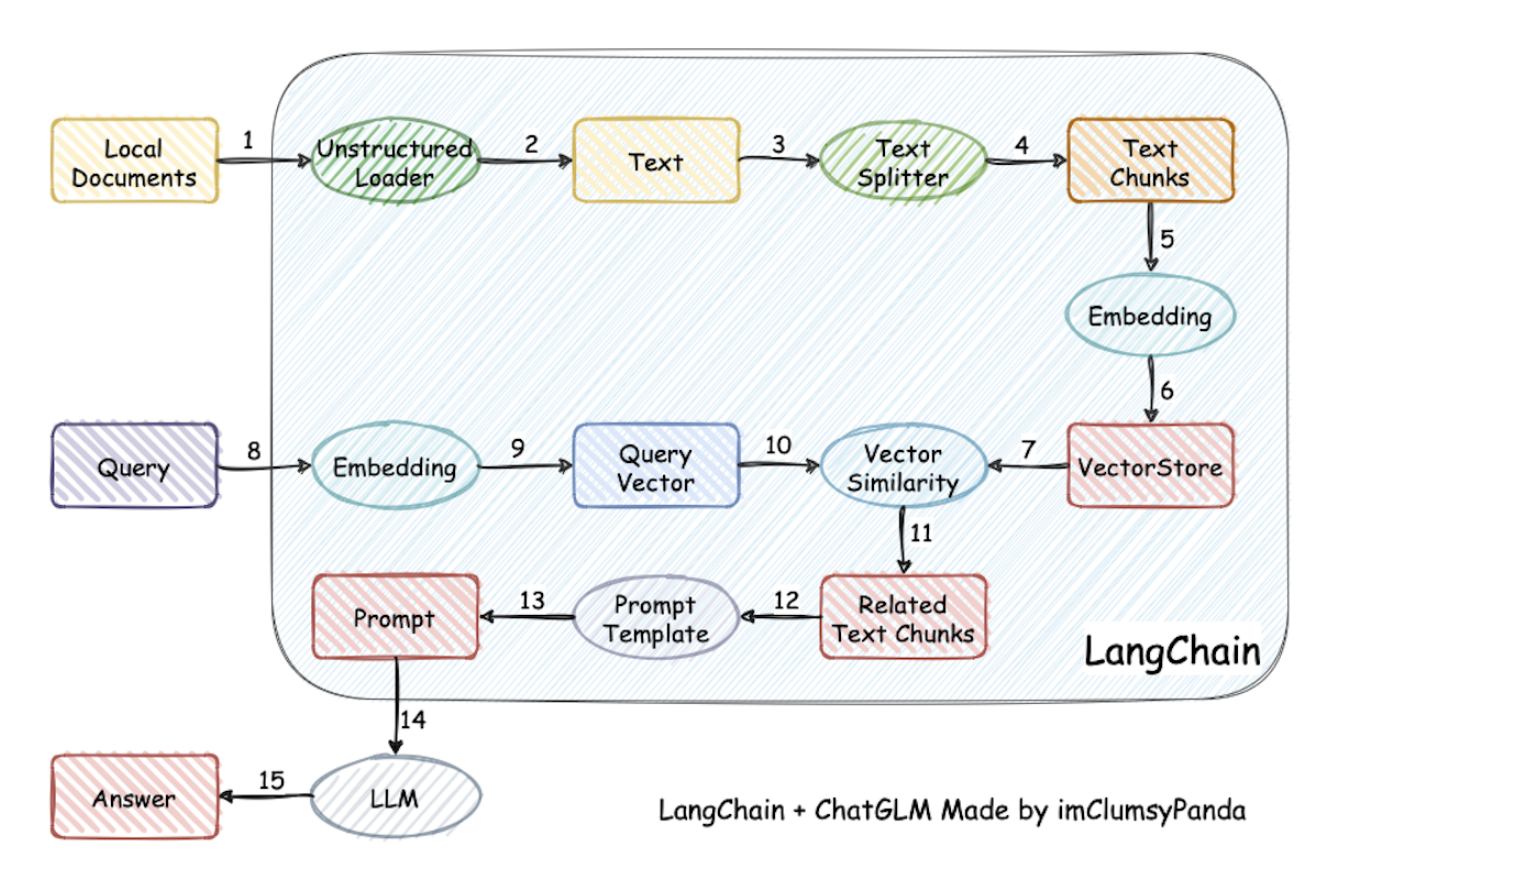 1
2
3
4
Local
Documents
Unstructured
Loader
Text
Text
Splitter
Text
Chunks
5
Embedding
6
8
9
10
7
Query
Embedding
Query
Vector
Vector
Similarity
VectorStore
11
13
12
Prompt
Prompt
Template
Related
Text Chunks
LangChain
14
15
Answer
LLM
LangChain + ChatGLM Made by imClumsyPanda